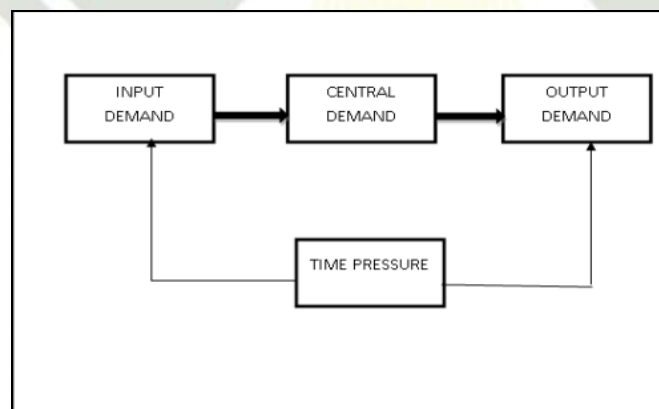 INPUT
DEMAND
CENTRAL
DEMAND
OUTPUT
DEMAND
TIME PRESSURE